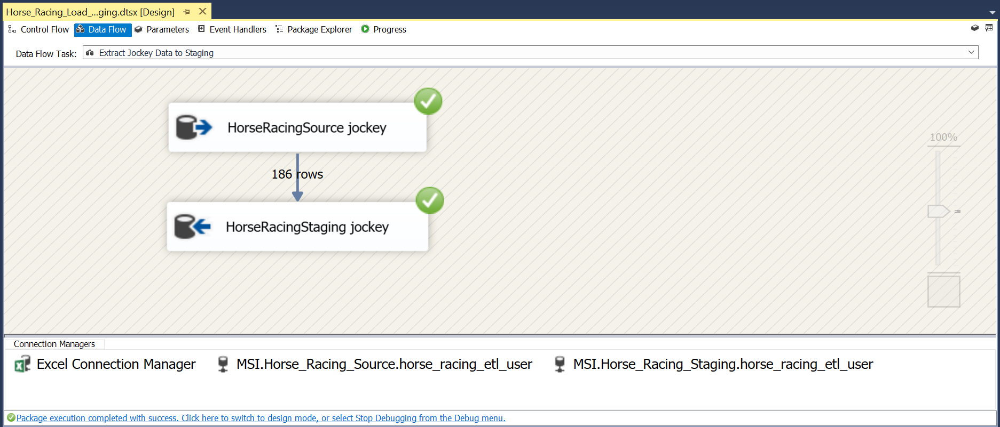 Horse_Racing_Load_...ging.dtsx [Design]
Control Flow Data Flow Parameters Event Handlers Package Explorer Progress
Data Flow Task: Extract Jockey Data to Staging
HorseRacingSource jockey
100%
186 rows
HorseRacingStaging jockey
Connection Managers
Excel Connection Manager MSI.Horse_Racing_Source.horse_racing_etl_user MSI.Horse_Racing_Staging.horse_racing_etl_user
Package execution completed with success. Click here to switch to design mode, or select Stop Debugging from the Debug menu.